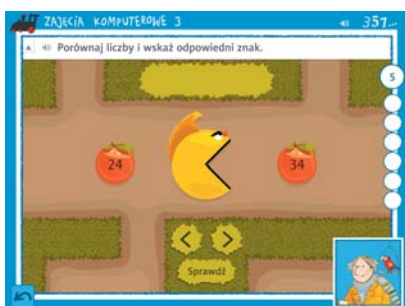 ZAJĘCIA KOMPUTEROWE 3
357...
Porównaj liczby i wskaż odpowiedni znak.
5
24
34
< >
Sprawdź